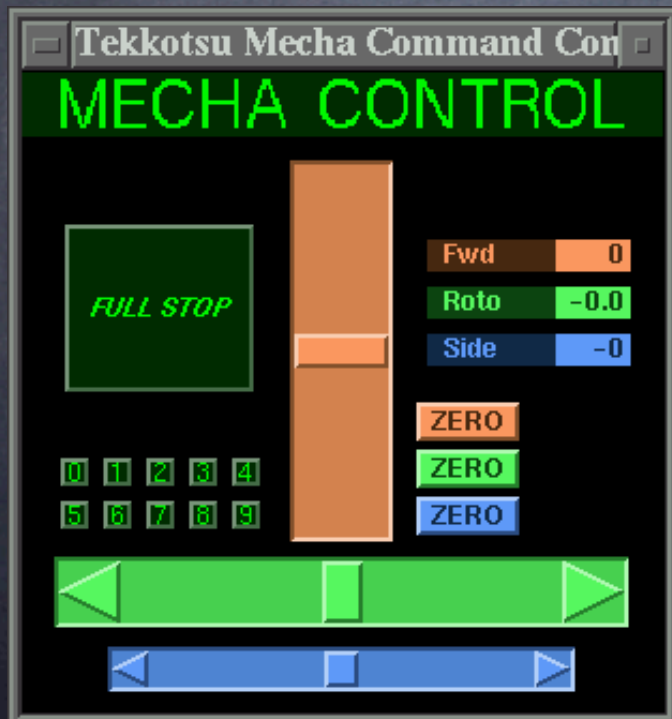 Tekkotsu Mecha Command Con
MECHA CONTROL
FULL STOP
Fwd 0
Roto -0.0
Side -0
ZERO
ZERO
ZERO
0 1 2 3 4
5 6 7 8 9